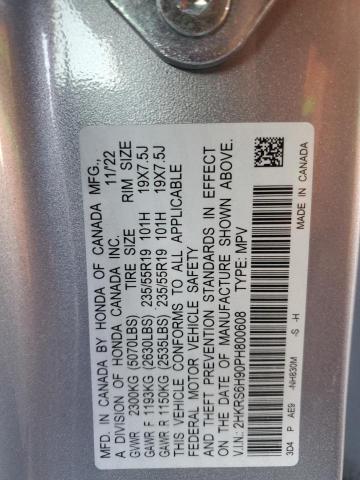 MFD. IN CANADA BY HONDA OF CANADA MFG.,
A DIVISION OF HONDA CANADA INC. 11/22
TIRE SIZE RIM SIZE
GVWR 2300KG (5070LBS)
GAWR F 1193KG (2630LBS) 235/55R19 101H 19X7.5J
GAWR R 1150KG (2535LBS) 235/55R19 101H 19X7.5J
THIS VEHICLE CONFORMS TO ALL APPLICABLE
FEDERAL MOTOR VEHICLE SAFETY
AND THEFT PREVENTION STANDARDS IN EFFECT
ON THE DATE OF MANUFACTURE SHOWN ABOVE.
V.I.N.: 2HKRS6H90PH800608 TYPE: MPV
3D4 P AE9 -NH830M -S -H
MADE IN CANADA